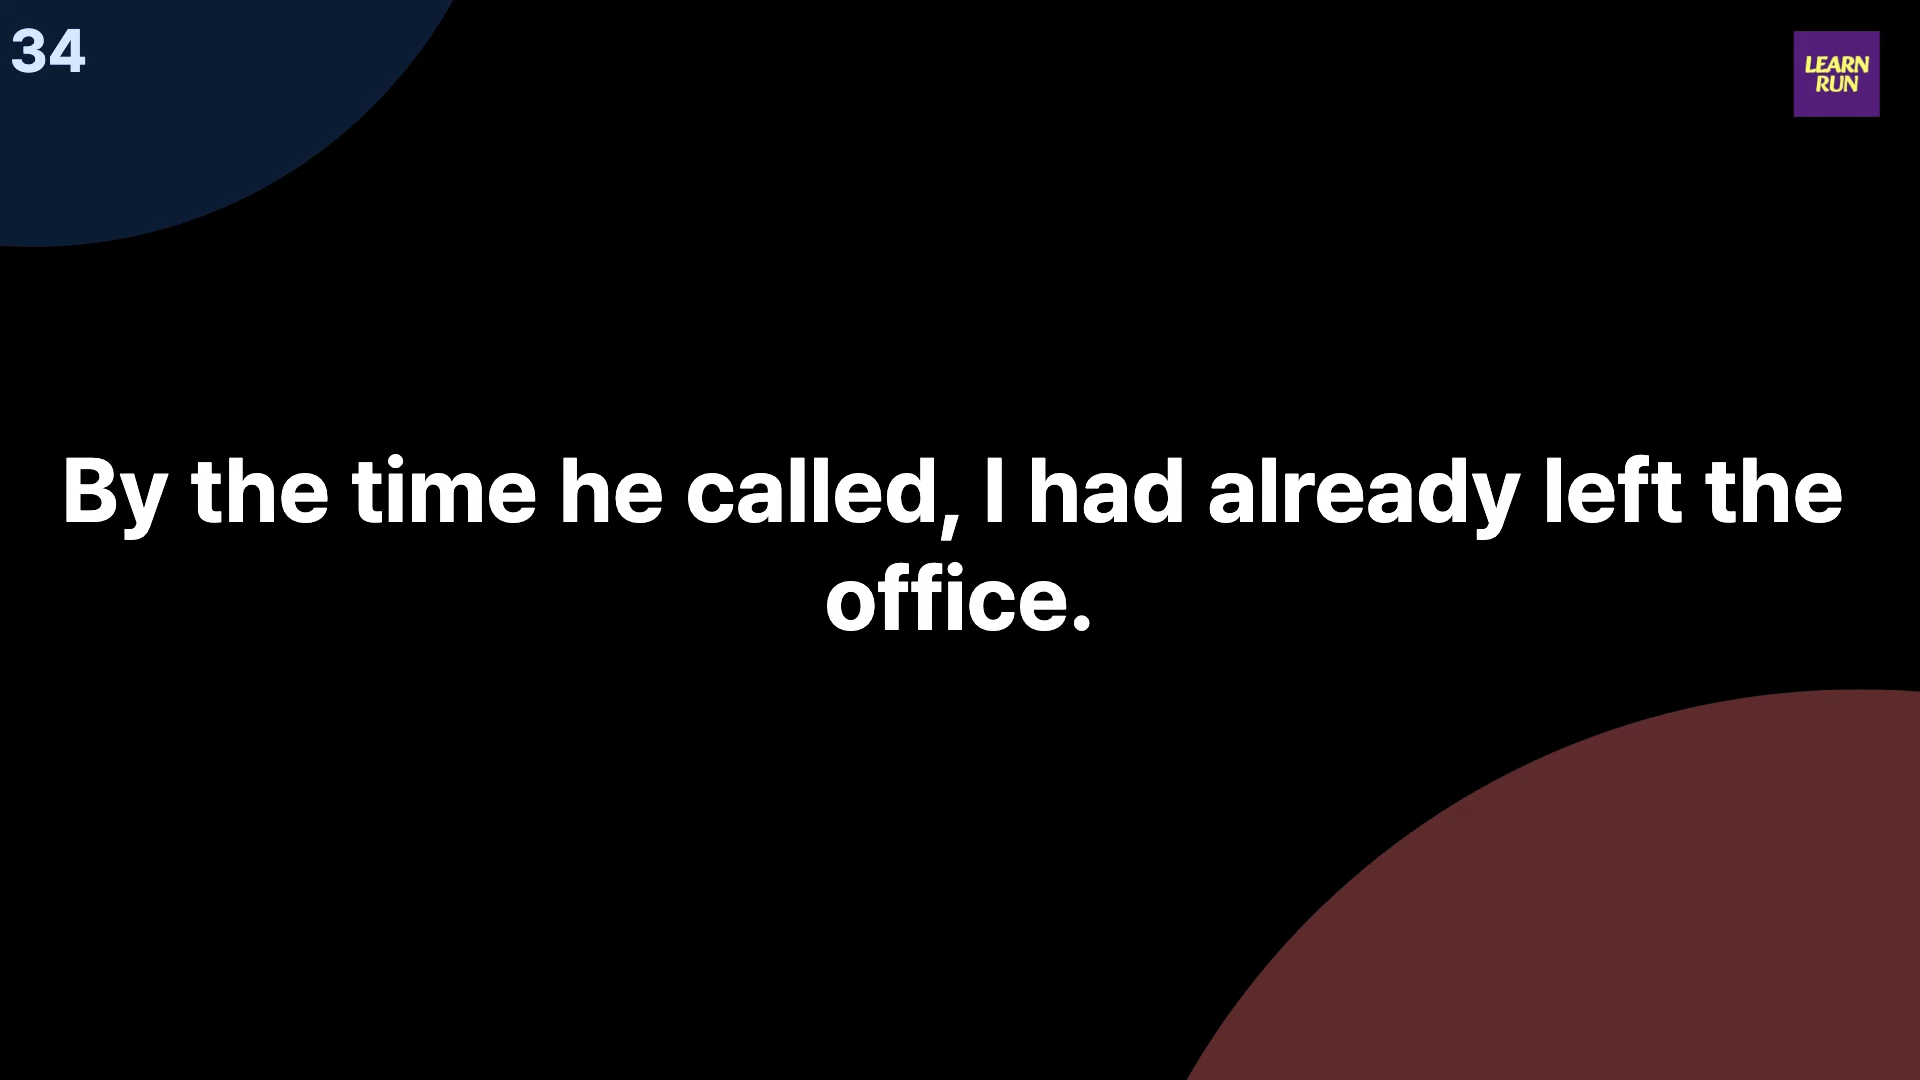 34
LEARN
RUN
By the time he called, I had already left the
office.